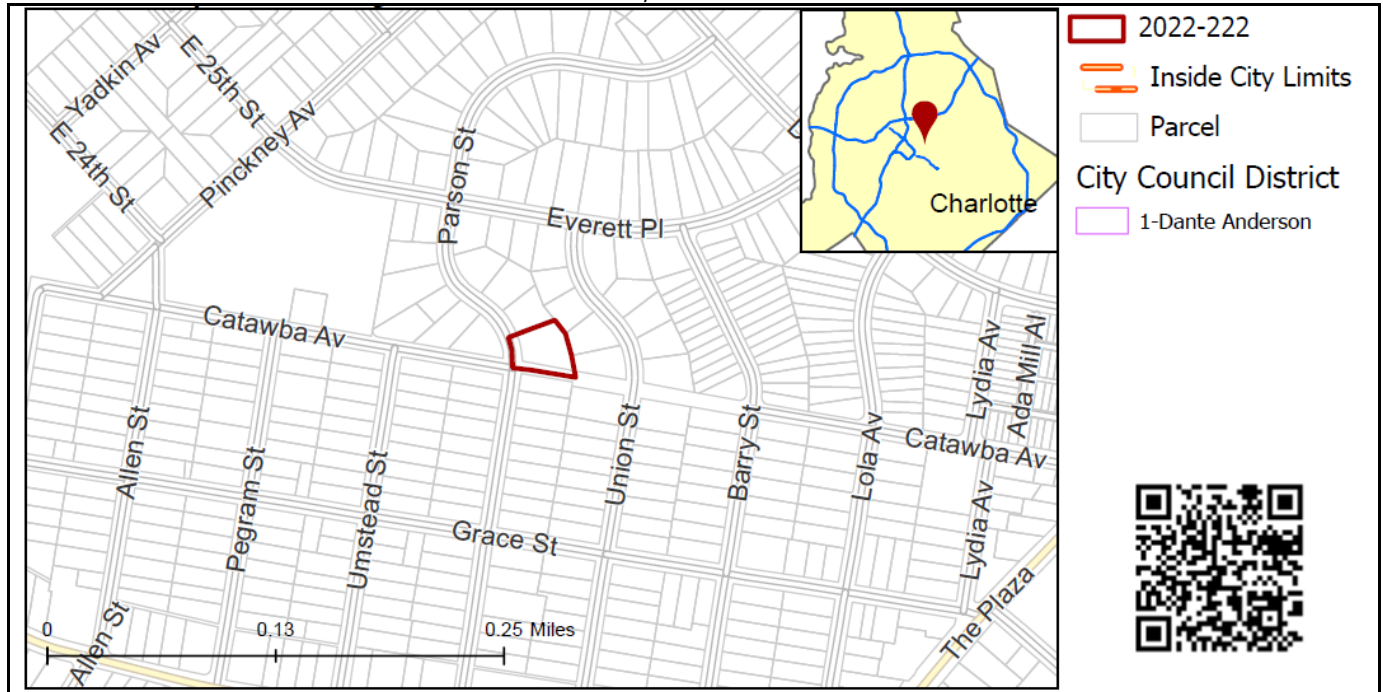 2022-222
Inside City Limits
Parcel
City Council District
1-Dante Anderson
Charlotte
Yadkin Av
E 25th St
E 24th St
Pinckney Av
Parson St
Everett Pl
Catawba Av
Allen St
Pegram St
Umstead St
Union St
Barry St
Lola Av
Lydia Av
Ada Mill Al
Catawba Av
Lydia Av
Grace St
The Plaza
Allen St
0
0.13
0.25 Miles